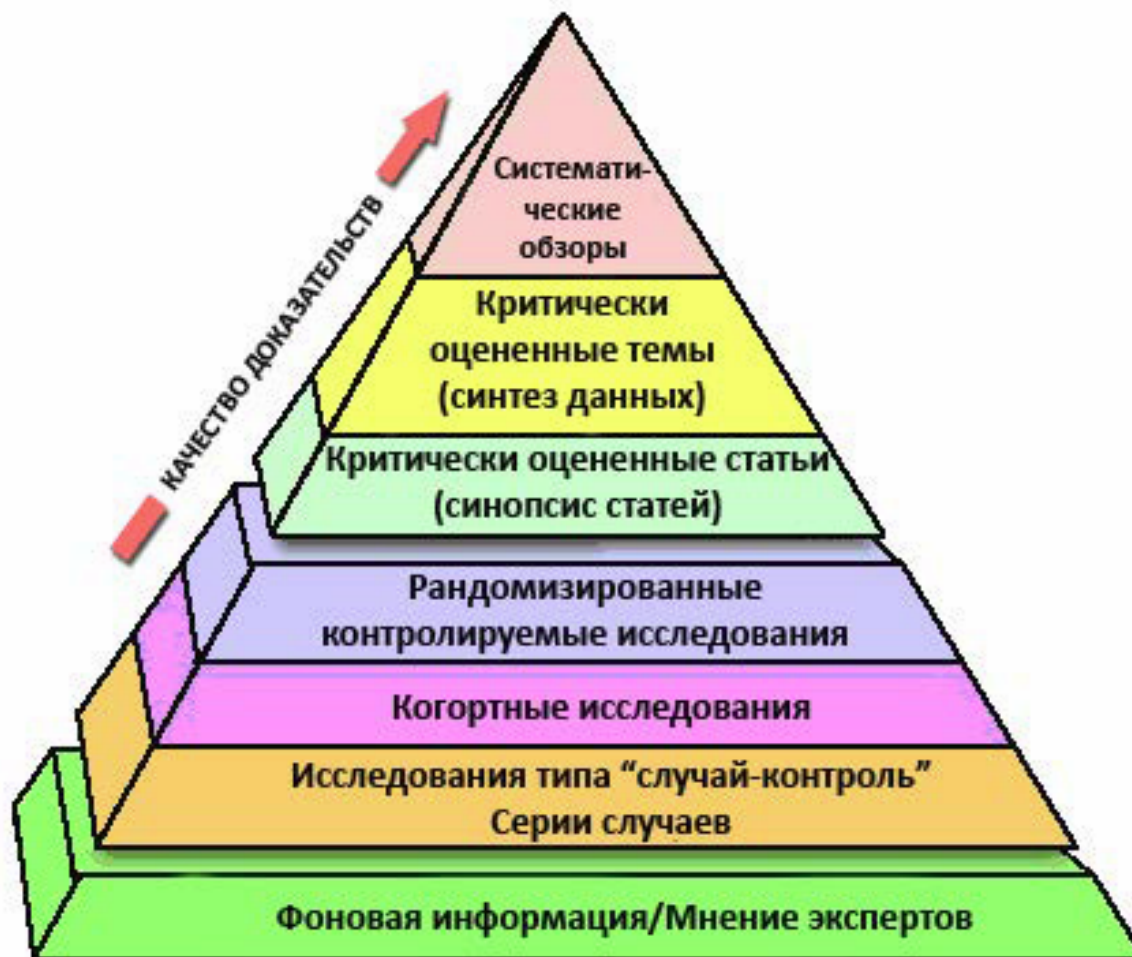 КАЧЕСТВО ДОКАЗАТЕЛЬСТВ
Системати-
ческие
обзоры
Критически
оцененные темы
(синтез данных)
Критически оцененные статьи
(синопсис статей)
Рандомизированные
контролируемые исследования
Когортные исследования
Исследования типа “случай-контроль”
Серии случаев
Фоновая информация/Мнение экспертов